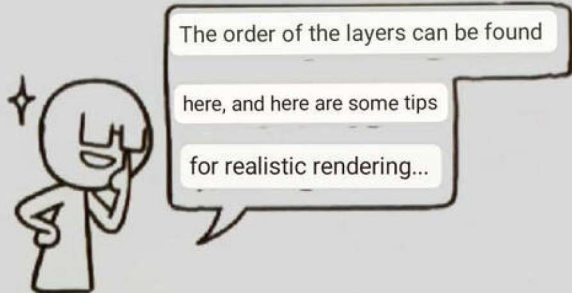 The order of the layers can be found
here, and here are some tips
for realistic rendering...